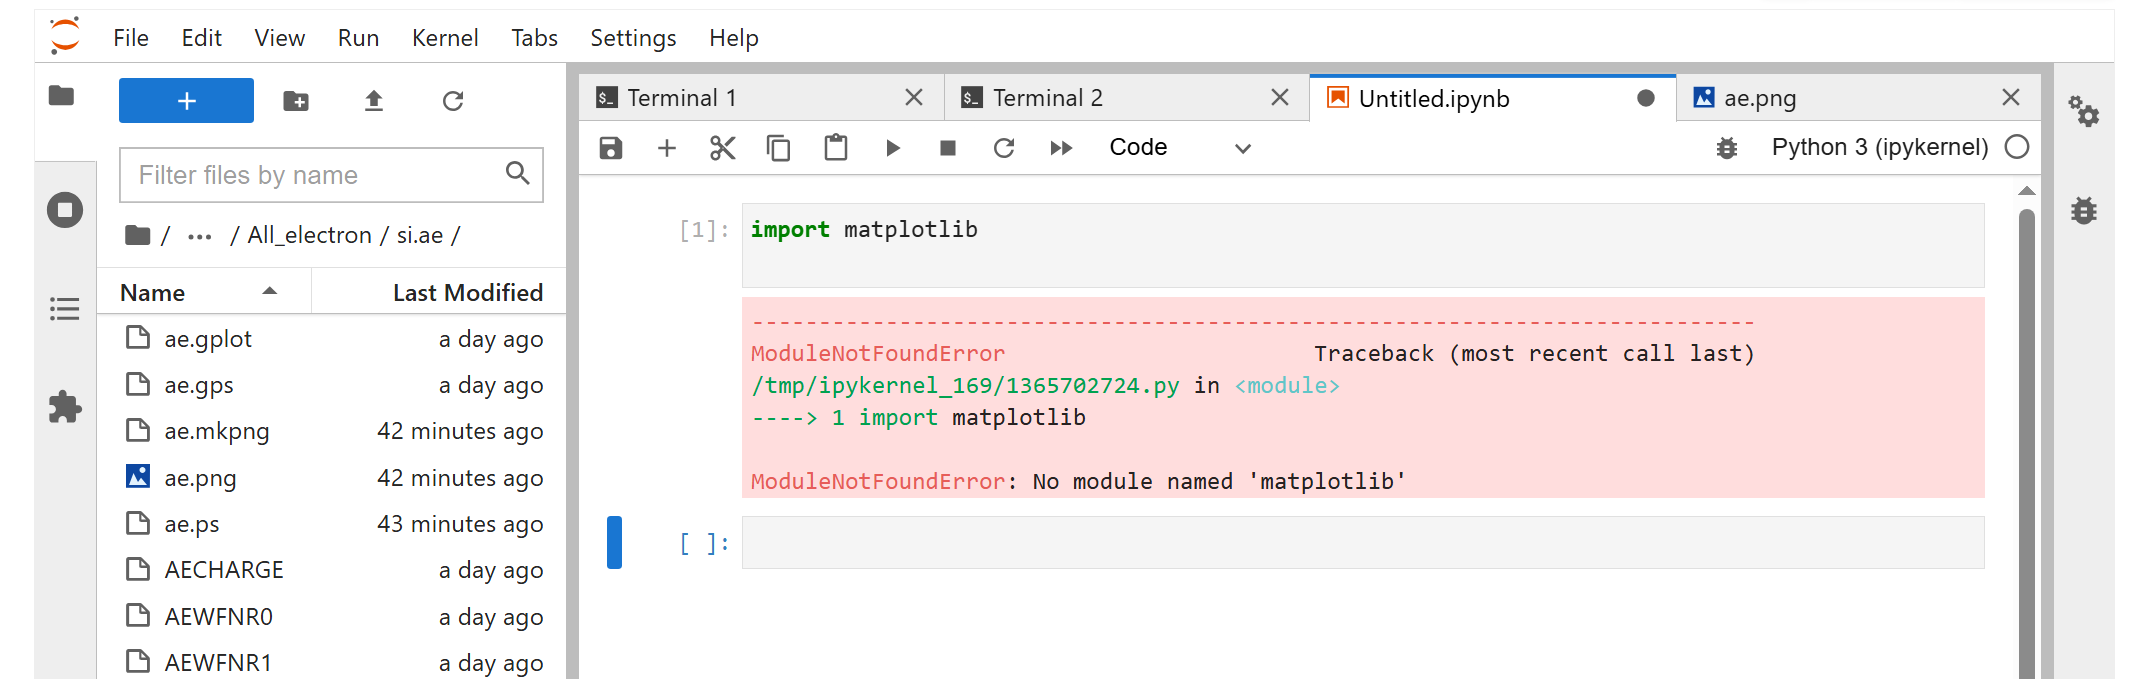 File Edit View Run Kernel Tabs Settings Help
+
Filter files by name
/ ... / All_electron / si.ae /
Name Last Modified
ae.gplot a day ago
ae.gps a day ago
ae.mkpng 42 minutes ago
ae.png 42 minutes ago
ae.ps 43 minutes ago
AECHARGE a day ago
AEWFNR0 a day ago
AEWFNR1 a day ago
$_ Terminal 1 $_ Terminal 2 Untitled.ipynb ae.png
Code Python 3 (ipykernel)
[1]: import matplotlib
---------------------------------------------------------------------------
ModuleNotFoundError Traceback (most recent call last)
/tmp/ipykernel_169/1365702724.py in <module>
----> 1 import matplotlib
ModuleNotFoundError: No module named 'matplotlib'
[ ]: